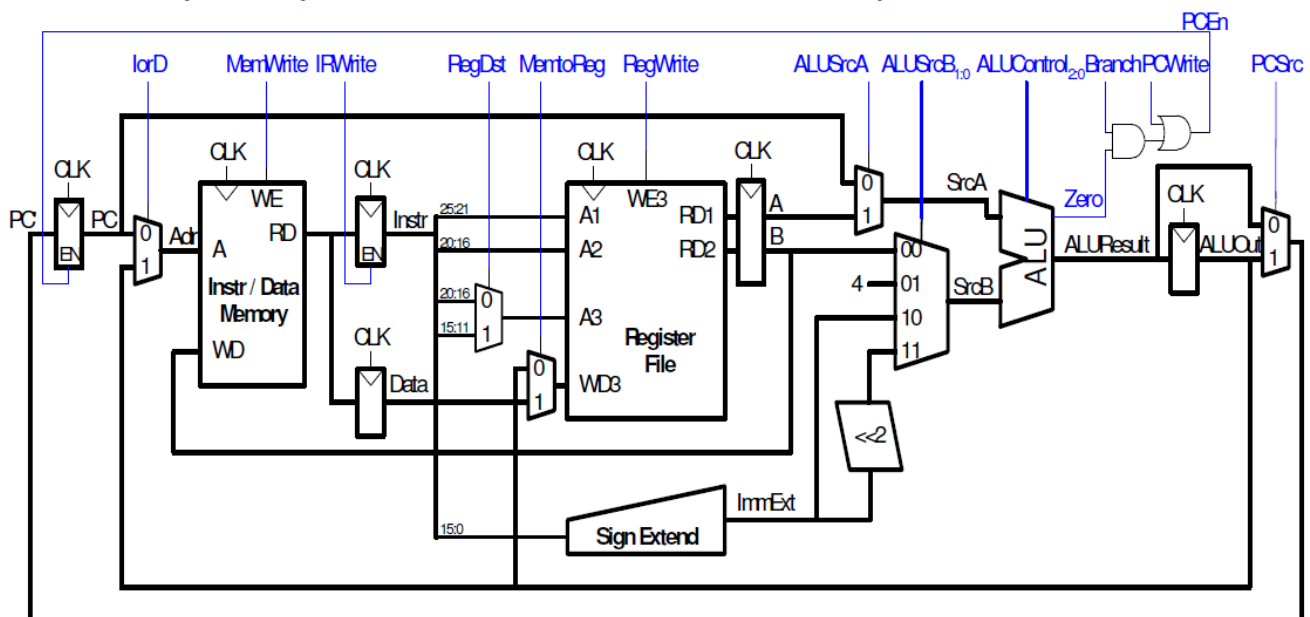 PCEn
IorD MemWrite IRWrite RegDst MemtoReg RegWrite ALUSrcA ALUSrcB1:0 ALUControl2:0 Branch PCWrite PCSrc
CLK CLK CLK CLK CLK
WE WE3 0 SrcA Zero CLK
PC' PC 0 Adr A RD Instr 25:21 A1 RD1 A 1 0
EN 1 EN 20:16 A2 RD2 B 00 ALU ALUResult ALUOut 1
Instr / Data
Memory
20:16 0 4 01 SrcB
15:11 1 A3 10
CLK Register
File
WD Data 0 WD3 11
1
<<2
ImmExt
15:0 Sign Extend